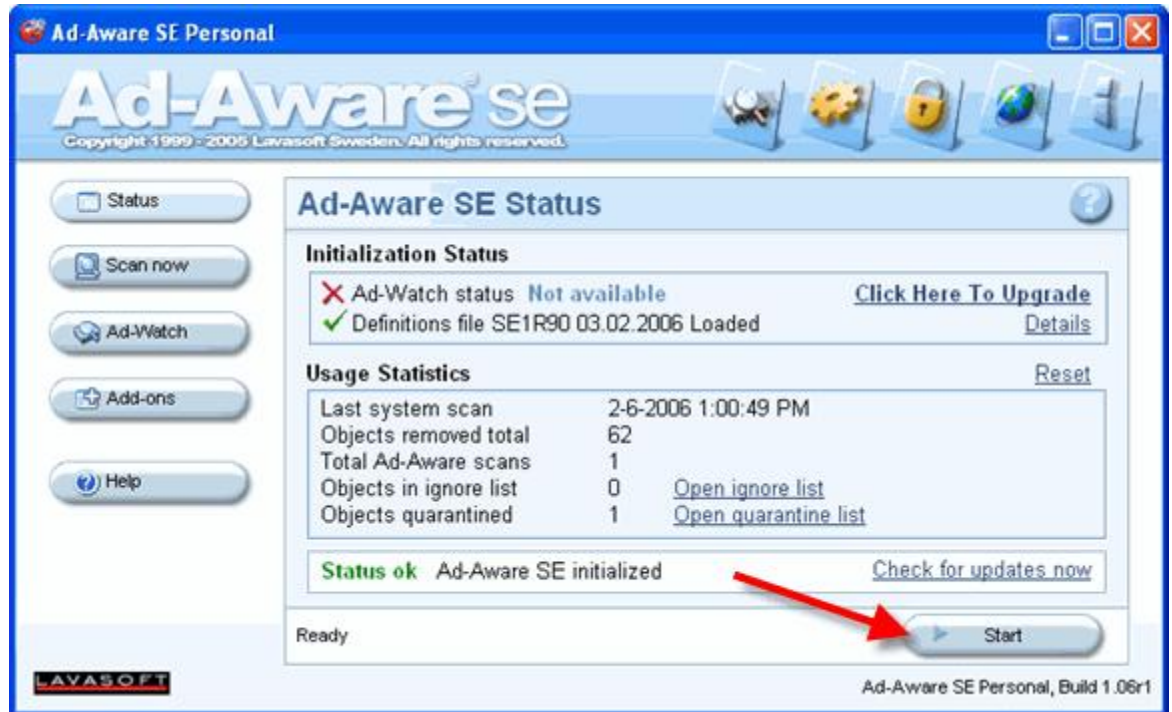 Ad-Aware SE Personal
Ad-Aware SE
Copyright 1999 - 2005 Lavasoft Sweden. All rights reserved.
Status
Scan now
Ad-Watch
Add-ons
Help
Ad-Aware SE Status
Initialization Status
Ad-Watch status Not available Click Here To Upgrade
Definitions file SE1R90 03.02.2006 Loaded Details
Usage Statistics Reset
Last system scan 2-6-2006 1:00:49 PM
Objects removed total 62
Total Ad-Aware scans 1
Objects in ignore list 0 Open ignore list
Objects quarantined 1 Open quarantine list
Status ok Ad-Aware SE initialized Check for updates now
Ready Start
LAVASOFT
Ad-Aware SE Personal, Build 1.06r1